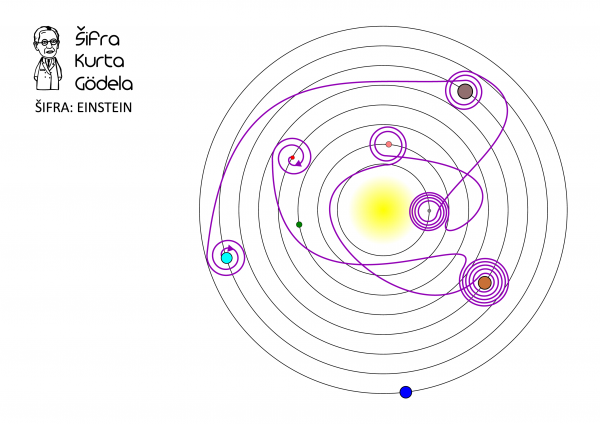 Šifra
Kurta
Gödela
ŠIFRA: EINSTEIN